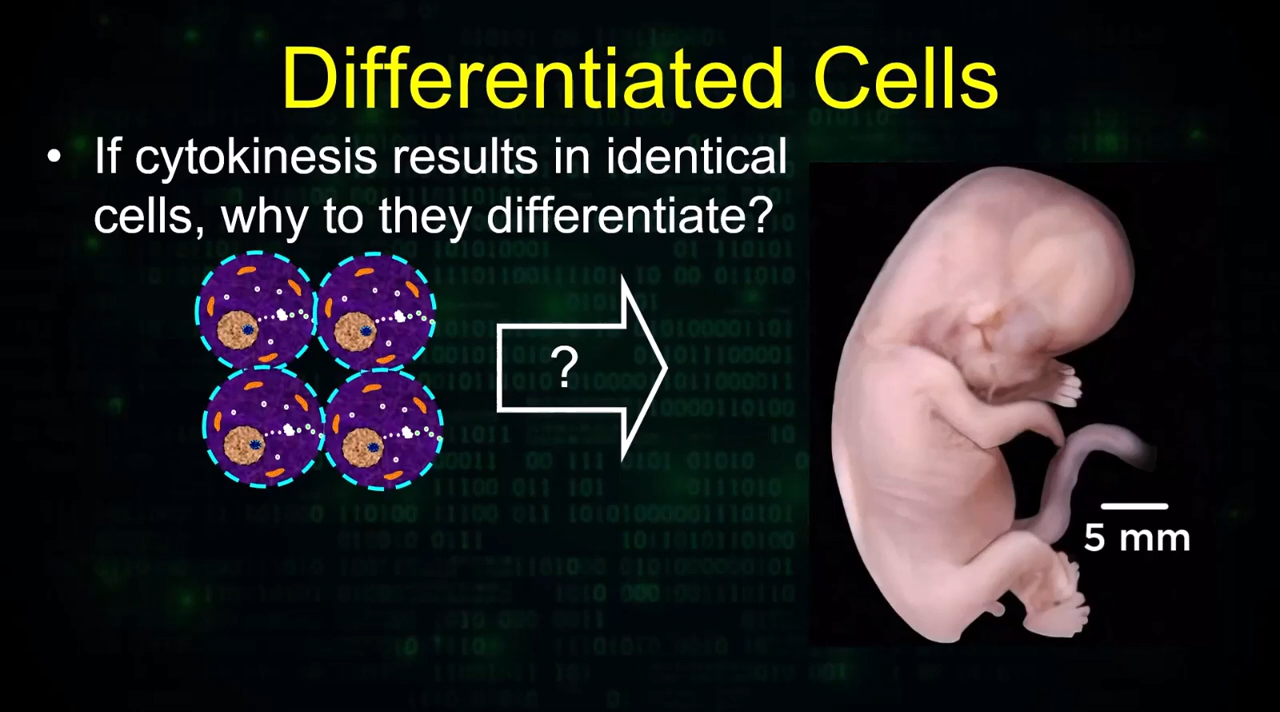 Differentiated Cells
• If cytokinesis results in identical
cells, why to they differentiate?
?
5 mm